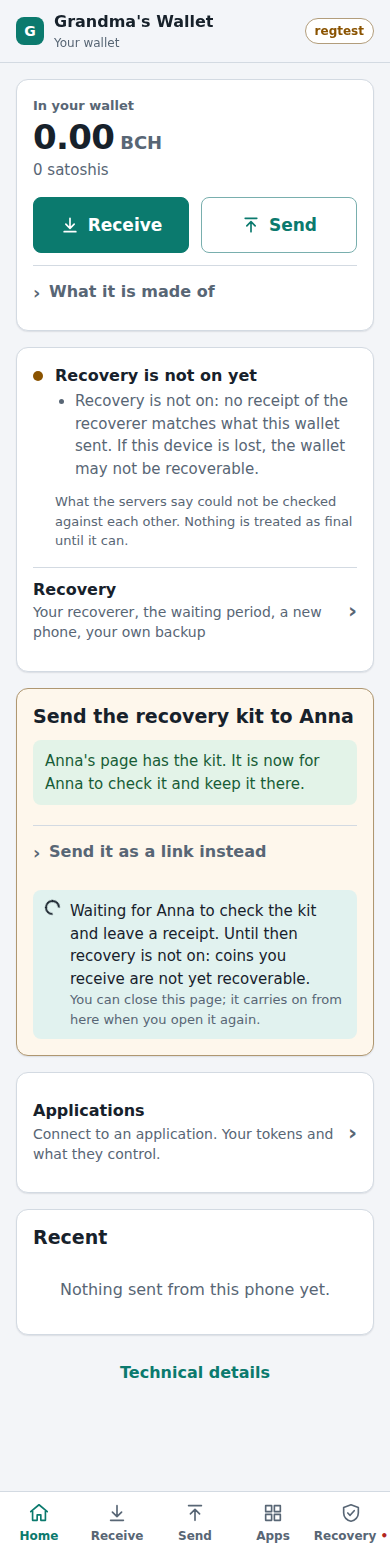 G
Grandma's Wallet
Your wallet
regtest
In your wallet
0.00 BCH
0 satoshis
Receive
Send
› What it is made of
Recovery is not on yet
• Recovery is not on: no receipt of the
recoverer matches what this wallet
sent. If this device is lost, the wallet
may not be recoverable.
What the servers say could not be checked
against each other. Nothing is treated as final
until it can.
Recovery
Your recoverer, the waiting period, a new
phone, your own backup
›
Send the recovery kit to Anna
Anna's page has the kit. It is now for
Anna to check it and keep it there.
› Send it as a link instead
Waiting for Anna to check the kit
and leave a receipt. Until then
recovery is not on: coins you
receive are not yet recoverable.
You can close this page; it carries on from
here when you open it again.
Applications
Connect to an application. Your tokens and
what they control.
›
Recent
Nothing sent from this phone yet.
Technical details
Home
Receive
Send
Apps
Recovery •